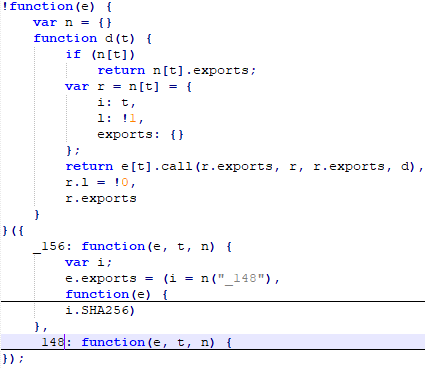 !function(e) {
var n = {}
function d(t) {
if (n[t])
return n[t].exports;
var r = n[t] = {
i: t,
l: !1,
exports: {}
};
return e[t].call(r.exports, r, r.exports, d),
r.l = !0,
r.exports
}
}({
_156: function(e, t, n) {
var i;
e.exports = (i = n("_148"),
function(e) {
i.SHA256)
},
_148: function(e, t, n) {
});